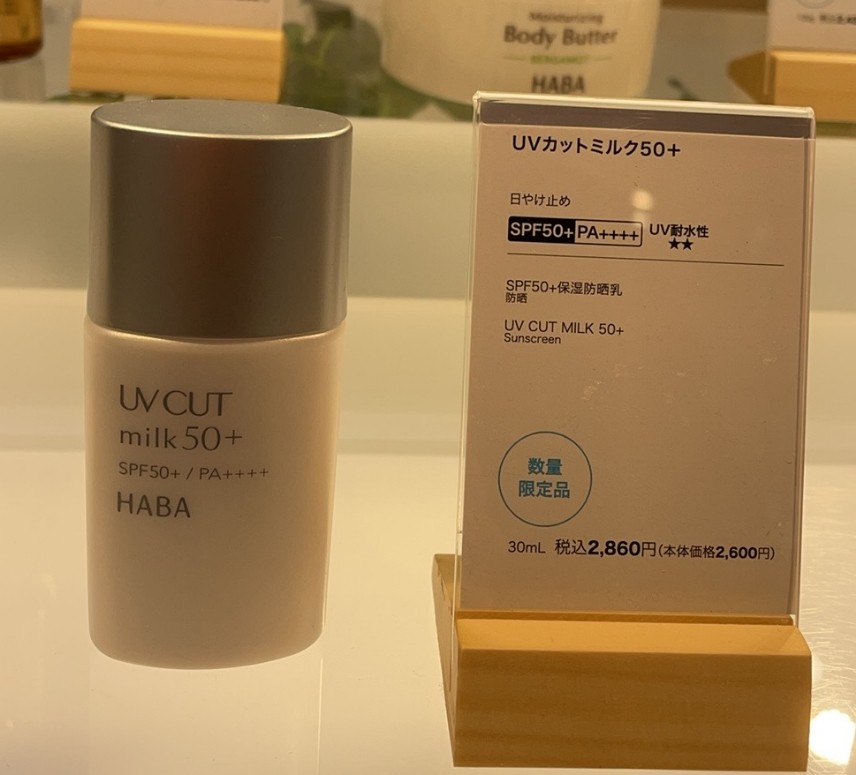 Moisturizing
Body Butter
BERGAMOT
HABA
UV CUT
milk 50+
SPF50+ / PA++++
HABA
UVカットミルク50+
日やけ止め
SPF50+ PA++++ UV耐水性
★★
SPF50+保湿防晒乳
防晒
UV CUT MILK 50+
Sunscreen
数量
限定品
30mL 税込2,860円(本体価格2,600円)